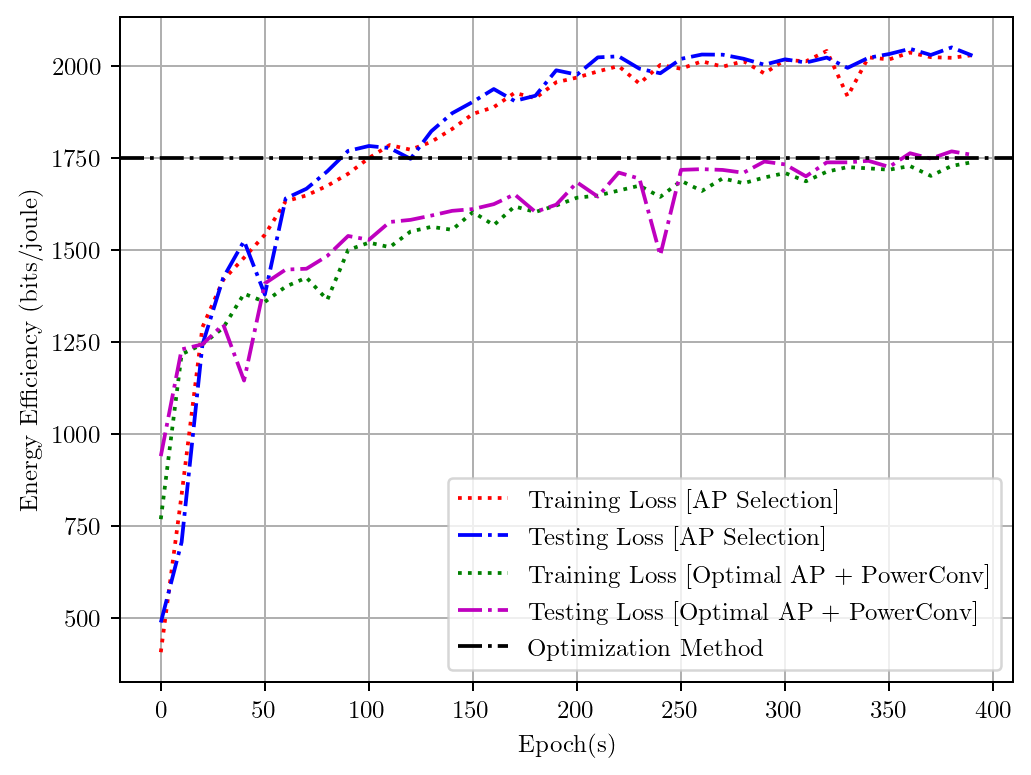 2000
1750
1500
1250
1000
750
500
Energy Efficiency (bits/joule)
Training Loss [AP Selection]
Testing Loss [AP Selection]
Training Loss [Optimal AP + PowerConv]
Testing Loss [Optimal AP + PowerConv]
Optimization Method
0 50 100 150 200 250 300 350 400
Epoch(s)